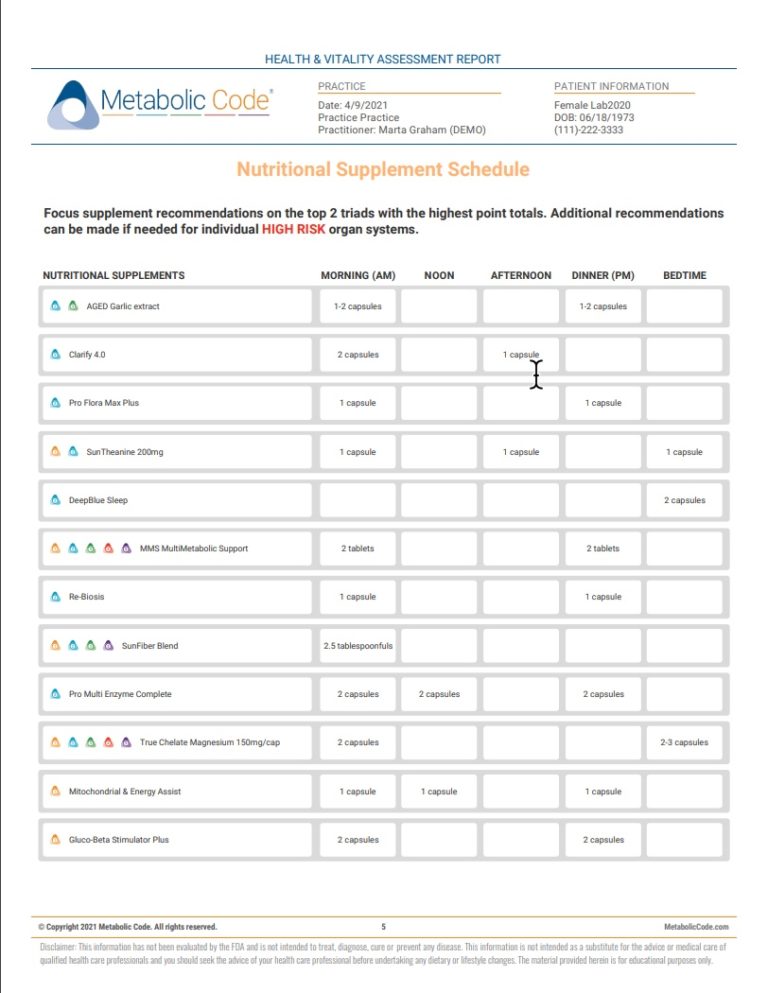 HEALTH & VITALITY ASSESSMENT REPORT
Metabolic Code®
PRACTICE
Date: 4/9/2021
Practice Practice
Practitioner: Marta Graham (DEMO)
PATIENT INFORMATION
Female Lab2020
DOB: 06/18/1973
(111)-222-3333
Nutritional Supplement Schedule
Focus supplement recommendations on the top 2 triads with the highest point totals. Additional recommendations
can be made if needed for individual HIGH RISK organ systems.
NUTRITIONAL SUPPLEMENTS MORNING (AM) NOON AFTERNOON DINNER (PM) BEDTIME
AGED Garlic extract 1-2 capsules 1-2 capsules
Clarify 4.0 2 capsules 1 capsule
Pro Flora Max Plus 1 capsule 1 capsule
SunTheanine 200mg 1 capsule 1 capsule 1 capsule
DeepBlue Sleep 2 capsules
MMS MultiMetabolic Support 2 tablets 2 tablets
Re-Biosis 1 capsule 1 capsule
SunFiber Blend 2.5 tablespoonfuls
Pro Multi Enzyme Complete 2 capsules 2 capsules 2 capsules
True Chelate Magnesium 150mg/cap 2 capsules 2-3 capsules
Mitochondrial & Energy Assist 1 capsule 1 capsule 1 capsule
Gluco-Beta Stimulator Plus 2 capsules 2 capsules
© Copyright 2021 Metabolic Code. All rights reserved. 5 MetabolicCode.com
Disclaimer: This information has not been evaluated by the FDA and is not intended to treat, diagnose, cure or prevent any disease. This information is not intended as a substitute for the advice or medical care of
qualified health care professionals and you should seek the advice of your health care professional before undertaking any dietary or lifestyle changes. The material provided herein is for educational purposes only.